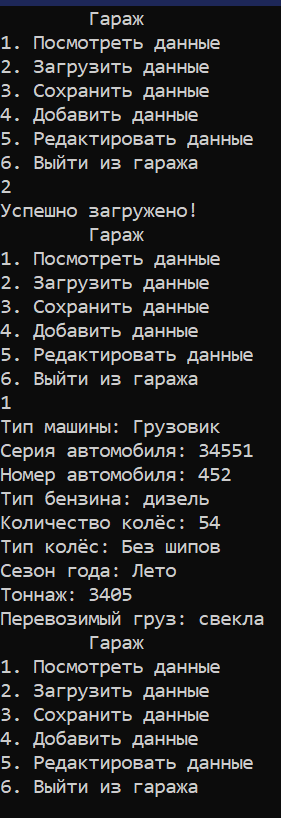 Гараж
1. Посмотреть данные
2. Загрузить данные
3. Сохранить данные
4. Добавить данные
5. Редактировать данные
6. Выйти из гаража
2
Успешно загружено!
Гараж
1. Посмотреть данные
2. Загрузить данные
3. Сохранить данные
4. Добавить данные
5. Редактировать данные
6. Выйти из гаража
1
Тип машины: Грузовик
Серия автомобиля: 34551
Номер автомобиля: 452
Тип бензина: дизель
Количество колёс: 54
Тип колёс: Без шипов
Сезон года: Лето
Тоннаж: 3405
Перевозимый груз: свекла
Гараж
1. Посмотреть данные
2. Загрузить данные
3. Сохранить данные
4. Добавить данные
5. Редактировать данные
6. Выйти из гаража